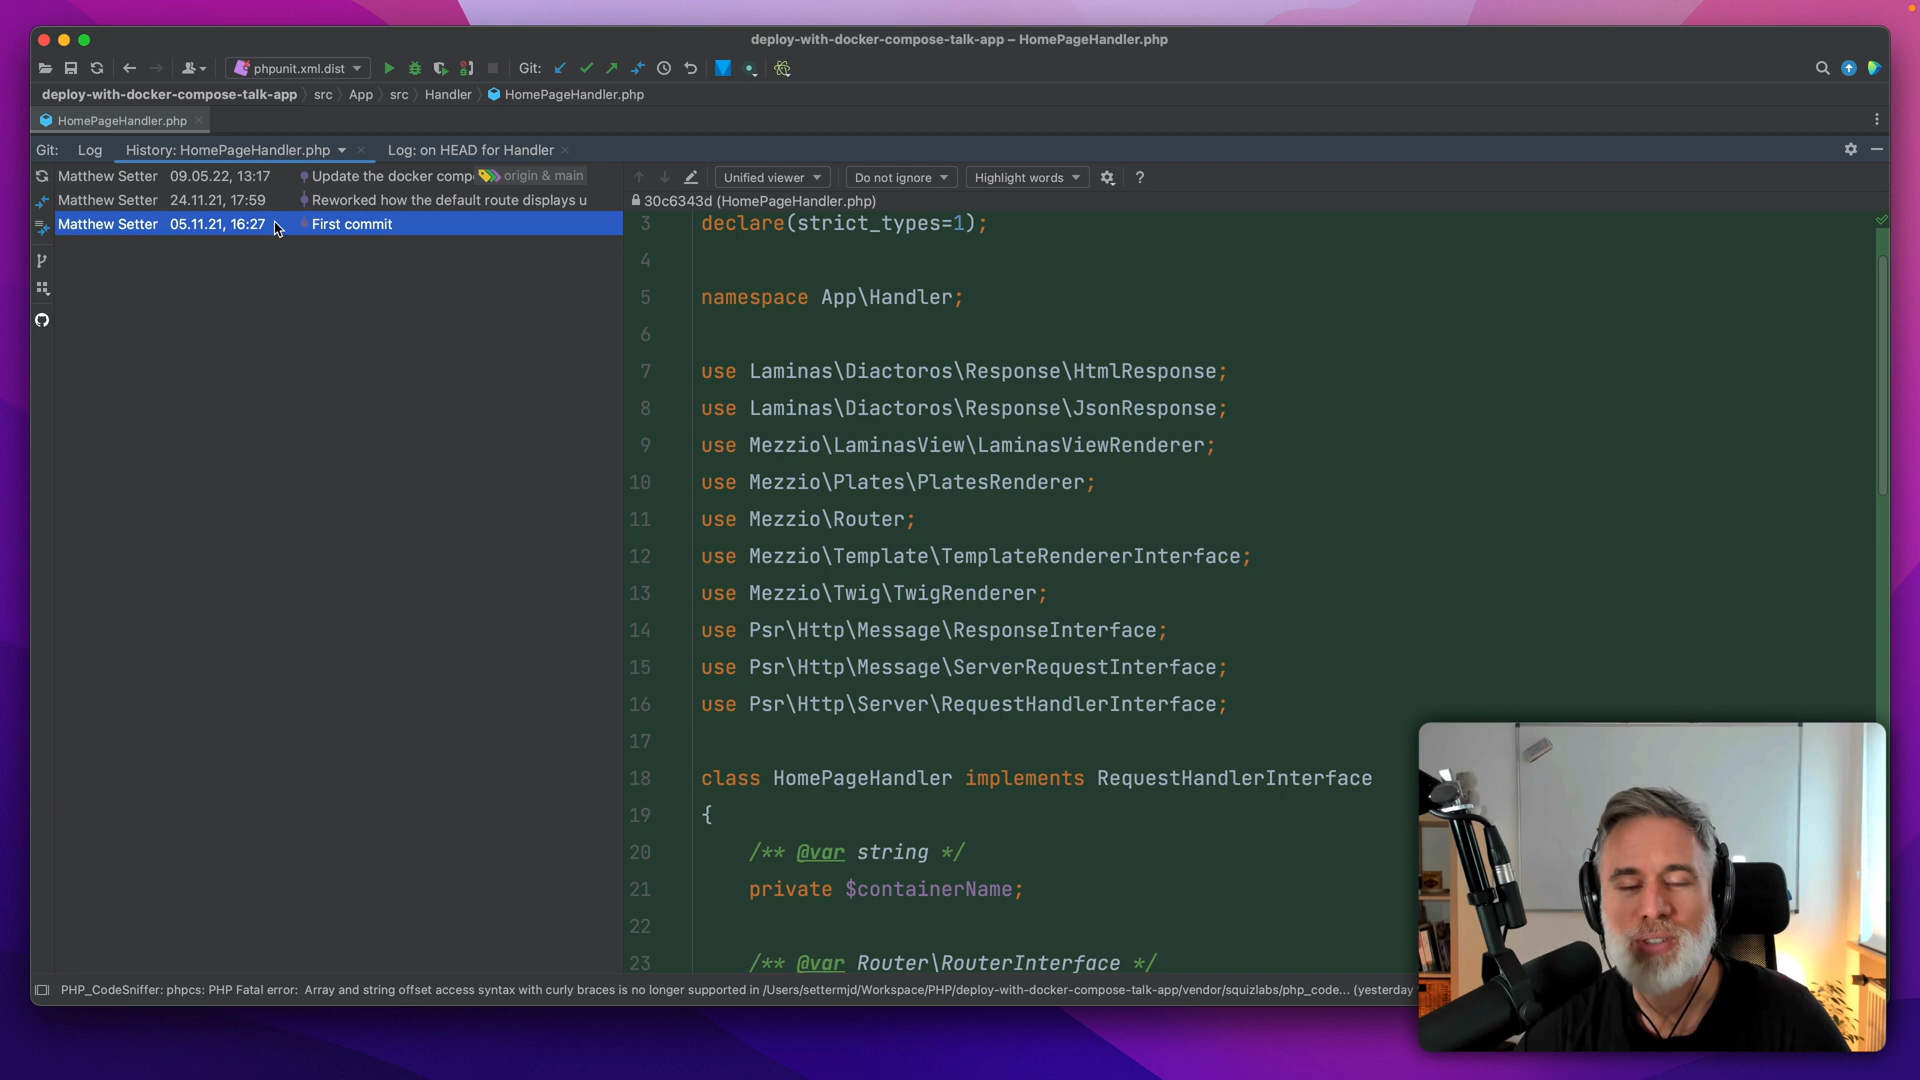 deploy-with-docker-compose-talk-app – HomePageHandler.php
phpunit.xml.dist
Git:
deploy-with-docker-compose-talk-app 〉 src 〉 App 〉 src 〉 Handler 〉 HomePageHandler.php
HomePageHandler.php
Git: Log History: HomePageHandler.php Log: on HEAD for Handler
Matthew Setter 09.05.22, 13:17 Update the docker comp origin & main
Matthew Setter 24.11.21, 17:59 Reworked how the default route displays u
Matthew Setter 05.11.21, 16:27 First commit
Unified viewer Do not ignore Highlight words ?
30c6343d (HomePageHandler.php)
3 declare(strict_types=1);
4
5 namespace App\Handler;
6
7 use Laminas\Diactoros\Response\HtmlResponse;
8 use Laminas\Diactoros\Response\JsonResponse;
9 use Mezzio\LaminasView\LaminasViewRenderer;
10 use Mezzio\Plates\PlatesRenderer;
11 use Mezzio\Router;
12 use Mezzio\Template\TemplateRendererInterface;
13 use Mezzio\Twig\TwigRenderer;
14 use Psr\Http\Message\ResponseInterface;
15 use Psr\Http\Message\ServerRequestInterface;
16 use Psr\Http\Server\RequestHandlerInterface;
17
18 class HomePageHandler implements RequestHandlerInterface
19 {
20 /** @var string */
21 private $containerName;
22
23 /** @var Router\RouterInterface */
PHP_CodeSniffer: phpcs: PHP Fatal error: Array and string offset access syntax with curly braces is no longer supported in /Users/settermjd/Workspace/PHP/deploy-with-docker-compose-talk-app/vendor/squizlabs/php_code... (yesterday